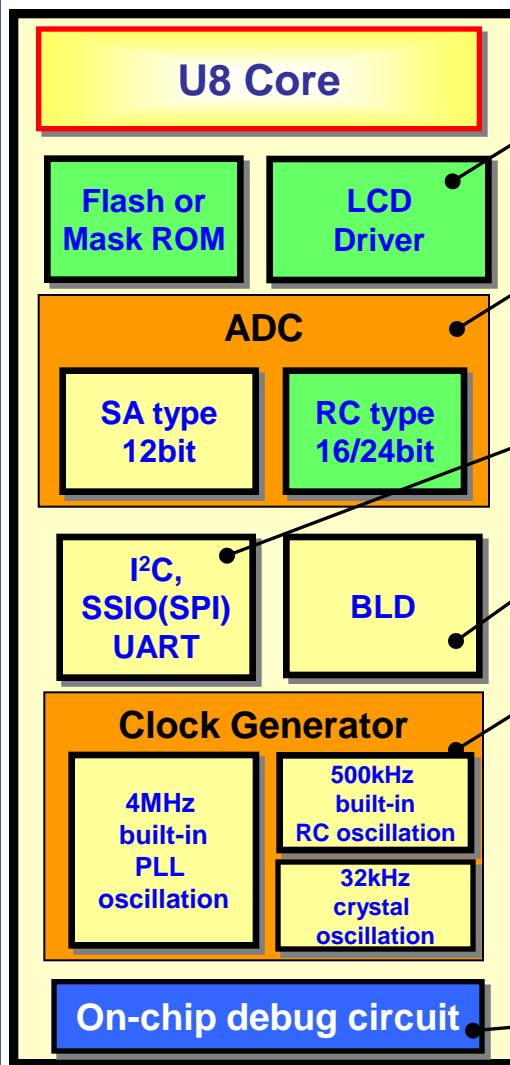 U8 Core
Flash or
Mask ROM
LCD
Driver
ADC
SA type
12bit
RC type
16/24bit
I²C,
SSIO(SPI)
UART
BLD
Clock Generator
4MHz
built-in
PLL
oscillation
500kHz
built-in
RC oscillation
32kHz
crystal
oscillation
On-chip debug circuit